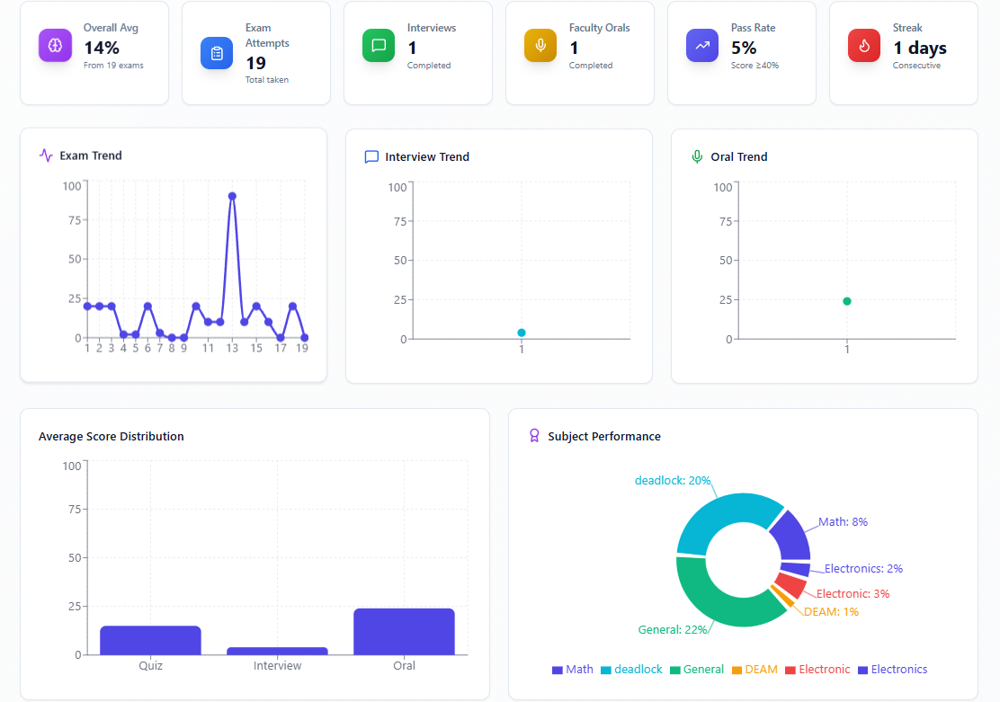 Overall Avg
14%
From 19 exams
Exam
Attempts
19
Total taken
Interviews
1
Completed
Faculty Orals
1
Completed
Pass Rate
5%
Score ≥40%
Streak
1 days
Consecutive
Exam Trend
100
75
50
25
0
1 2 3 4 5 6 7 8 9 11 13 15 17 19
Interview Trend
100
75
50
25
0
1
Oral Trend
100
75
50
25
0
1
Average Score Distribution
100
75
50
25
0
Quiz Interview Oral
Subject Performance
deadlock: 20%
Math: 8%
Electronics: 2%
Electronic: 3%
DEAM: 1%
General: 22%
Math deadlock General DEAM Electronic Electronics